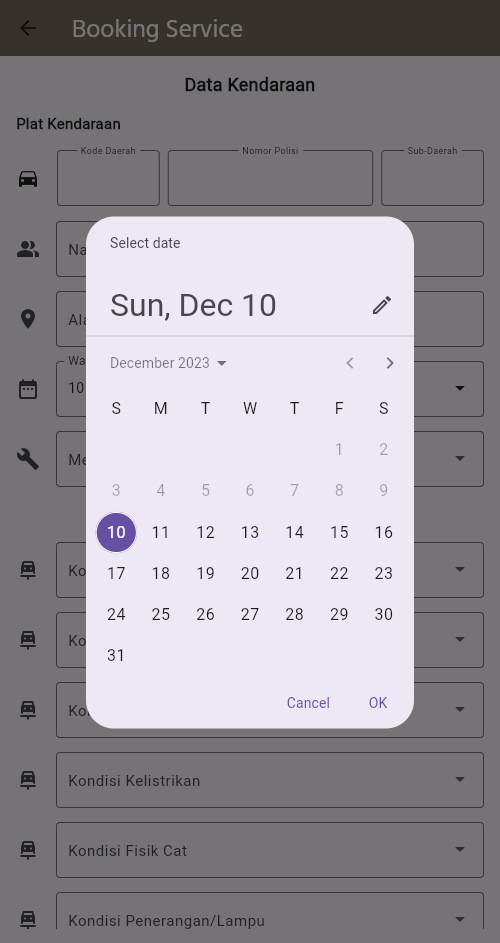 Booking Service
Data Kendaraan
Plat Kendaraan
Kode Daerah Nomor Polisi Sub-Daerah
Na
Select date
Sun, Dec 10
Ala
Wa
December 2023
10
S M T W T F S
Me
1 2
3 4 5 6 7 8 9
10 11 12 13 14 15 16
17 18 19 20 21 22 23
Ko
24 25 26 27 28 29 30
Ko
31
Cancel OK
Ko
Kondisi Kelistrikan
Kondisi Fisik Cat
Kondisi Penerangan/Lampu